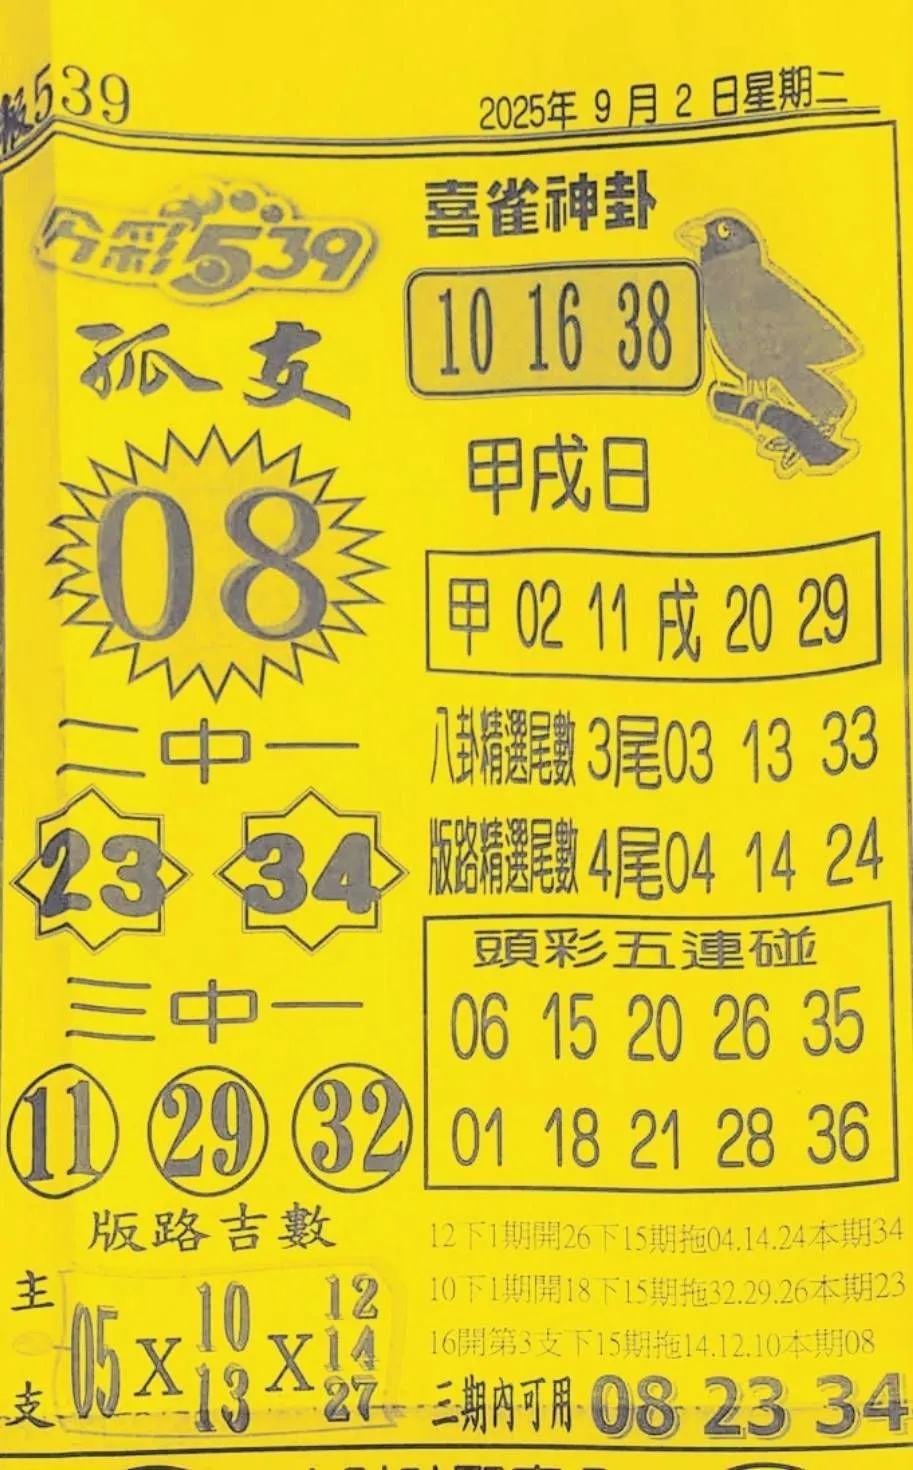 539
2025年 9 月 2 日星期二
今彩539
孤支
08
二中一
23 34
三中一
11 29 32
版路吉數
主支
05 X 10 13 X 12 14 27
喜雀神卦
10 16 38
甲戌日
甲 02 11 戌 20 29
八卦精選尾數 3尾03 13 33
版路精選尾數 4尾04 14 24
頭彩五連碰
06 15 20 26 35
01 18 21 28 36
12下1期開26下15期拖04.14.24本期34
10下1期開18下15期拖32.29.26本期23
16開第3支下15期拖14.12.10本期08
三期內可用 08 23 34